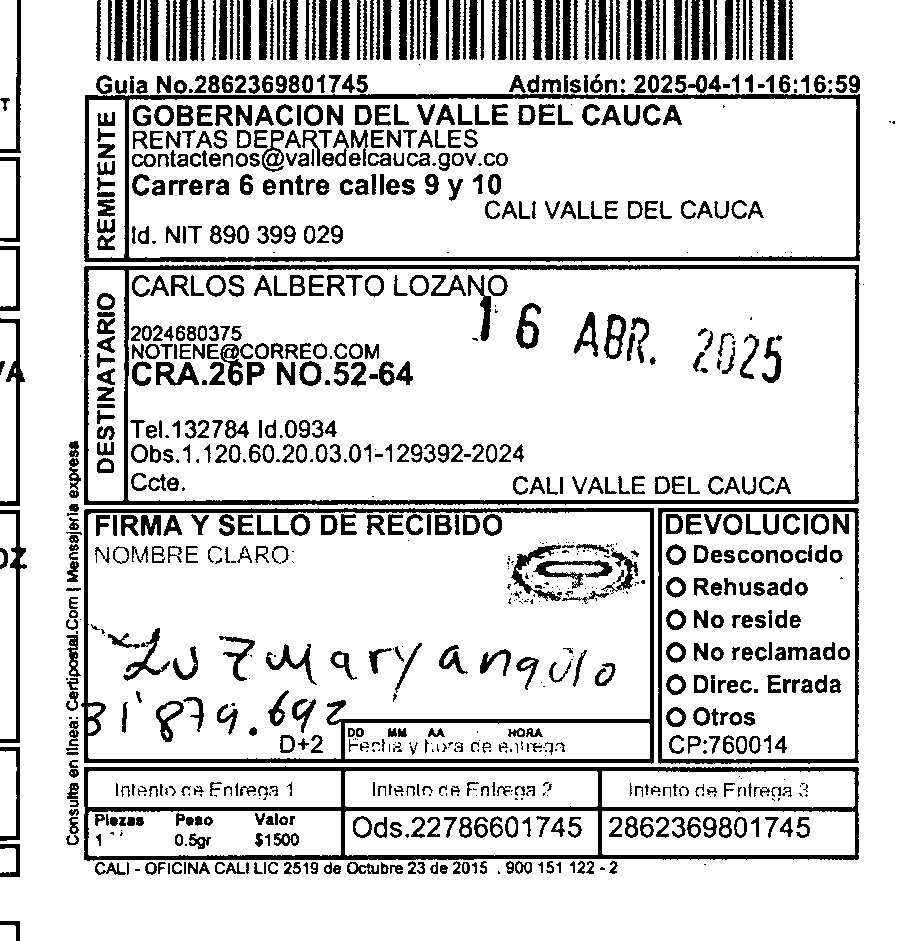 Guia No.2862369801745 Admisión: 2025-04-11-16:16:59
REMITENTE
GOBERNACION DEL VALLE DEL CAUCA
RENTAS DEPARTAMENTALES
contactenos@valledelcauca.gov.co
Carrera 6 entre calles 9 y 10
CALI VALLE DEL CAUCA
Id. NIT 890 399 029
DESTINATARIO
CARLOS ALBERTO LOZANO
16 ABR. 2025
2024680375
NOTIENE@CORREO.COM
CRA.26P NO.52-64
Tel.132784 Id.0934
Obs.1.120.60.20.03.01-129392-2024
Ccte.
CALI VALLE DEL CAUCA
Consulta en línea: Certipostal.Com | Mensajería expresa
FIRMA Y SELLO DE RECIBIDO
NOMBRE CLARO:
Luz Mary angulo
31'879.692
D+2
DD MM AA HORA
Fecha y hora de entrega
DEVOLUCION
Desconocido
Rehusado
No reside
No reclamado
Direc. Errada
Otros
CP:760014
Intento de Entrega 1 Intento de Entrega 2 Intento de Entrega 3
Piezas Peso Valor
1 0.5gr $1500
Ods.22786601745 2862369801745
CALI - OFICINA CALI LIC 2519 de Octubre 23 de 2015 . 900 151 122 - 2